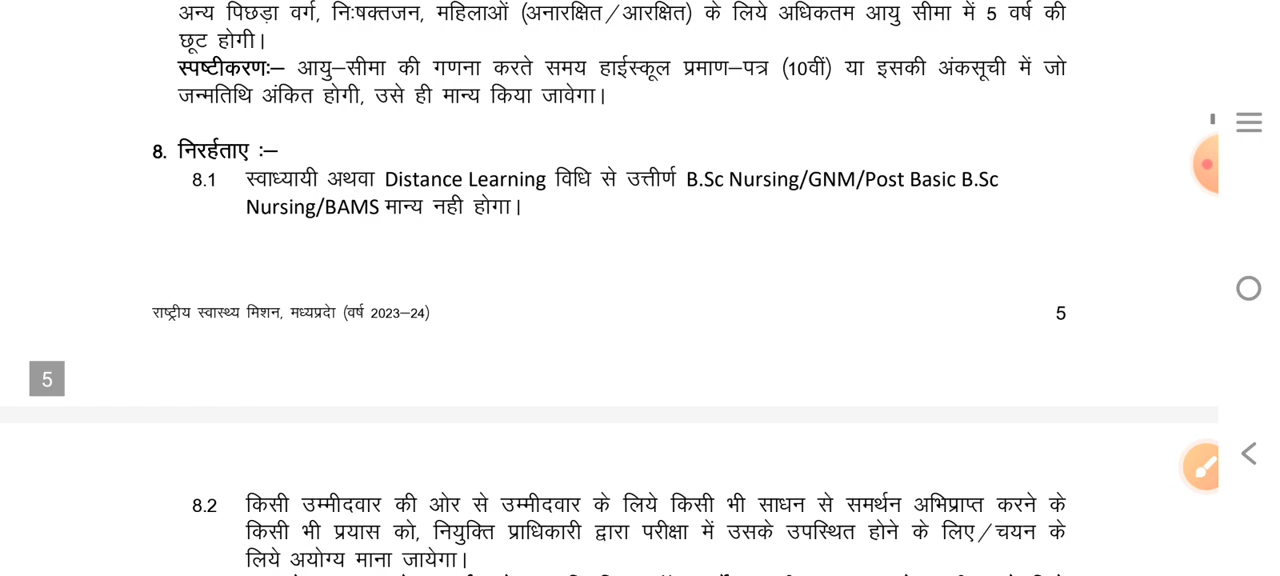 अन्य पिछड़ा वर्ग, निःषक्तजन, महिलाओं (अनारक्षित/आरक्षित) के लिये अधिकतम आयु सीमा में 5 वर्ष की
छूट होगी।
स्पष्टीकरणः– आयु–सीमा की गणना करते समय हाईस्कूल प्रमाण–पत्र (10वीं) या इसकी अंकसूची में जो
जन्मतिथि अंकित होगी, उसे ही मान्य किया जावेगा।
8. निरर्हताए :–
8.1 स्वाध्यायी अथवा Distance Learning विधि से उत्तीर्ण B.Sc Nursing/GNM/Post Basic B.Sc
Nursing/BAMS मान्य नही होगा।
राष्ट्रीय स्वास्थ्य मिशन, मध्यप्रदेा (वर्ष 2023–24) 5
5
8.2 किसी उम्मीदवार की ओर से उम्मीदवार के लिये किसी भी साधन से समर्थन अभिप्राप्त करने के
किसी भी प्रयास को, नियुक्ति प्राधिकारी द्वारा परीक्षा में उसके उपस्थित होने के लिए/चयन के
लिये अयोग्य माना जायेगा।